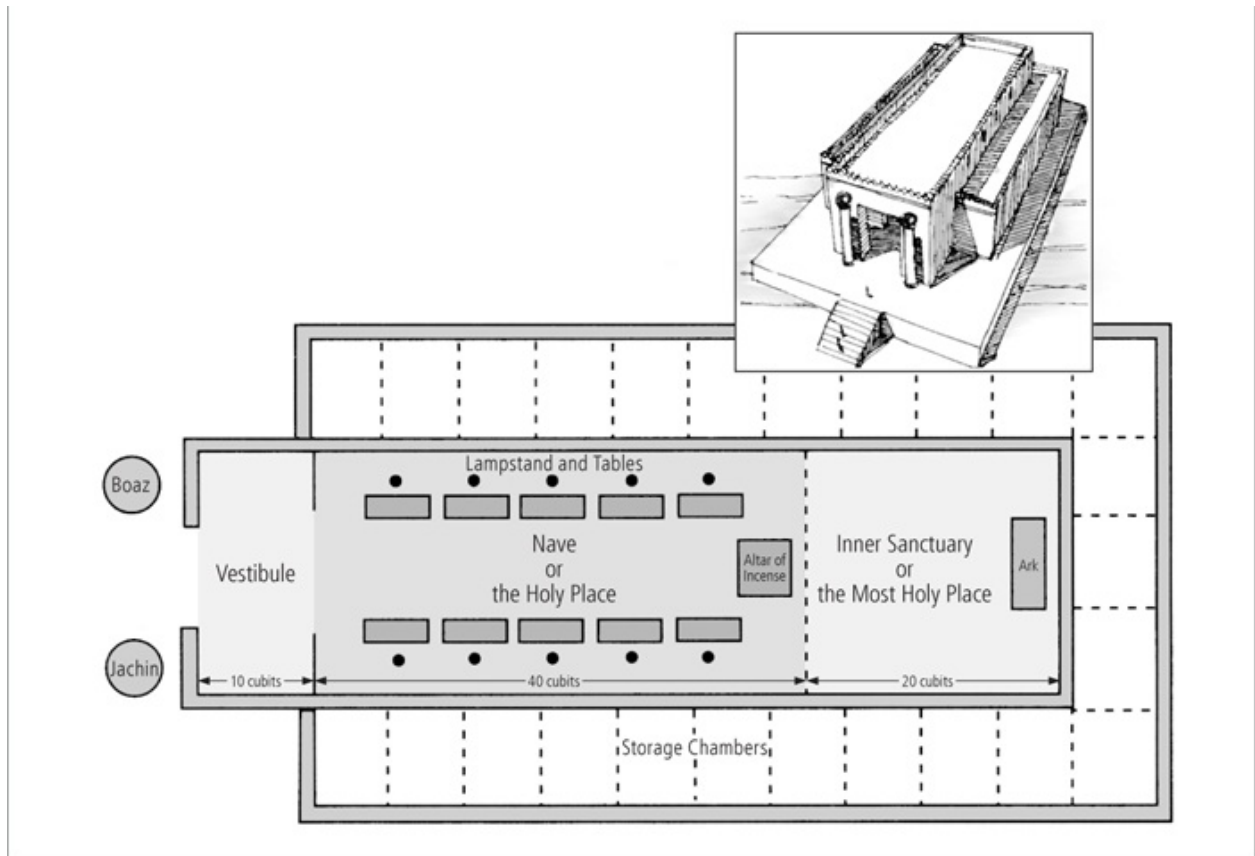 Boaz
Jachin
Vestibule
Lampstand and Tables
Nave
or
the Holy Place
Altar of
Incense
Inner Sanctuary
or
the Most Holy Place
Ark
10 cubits
40 cubits
20 cubits
Storage Chambers